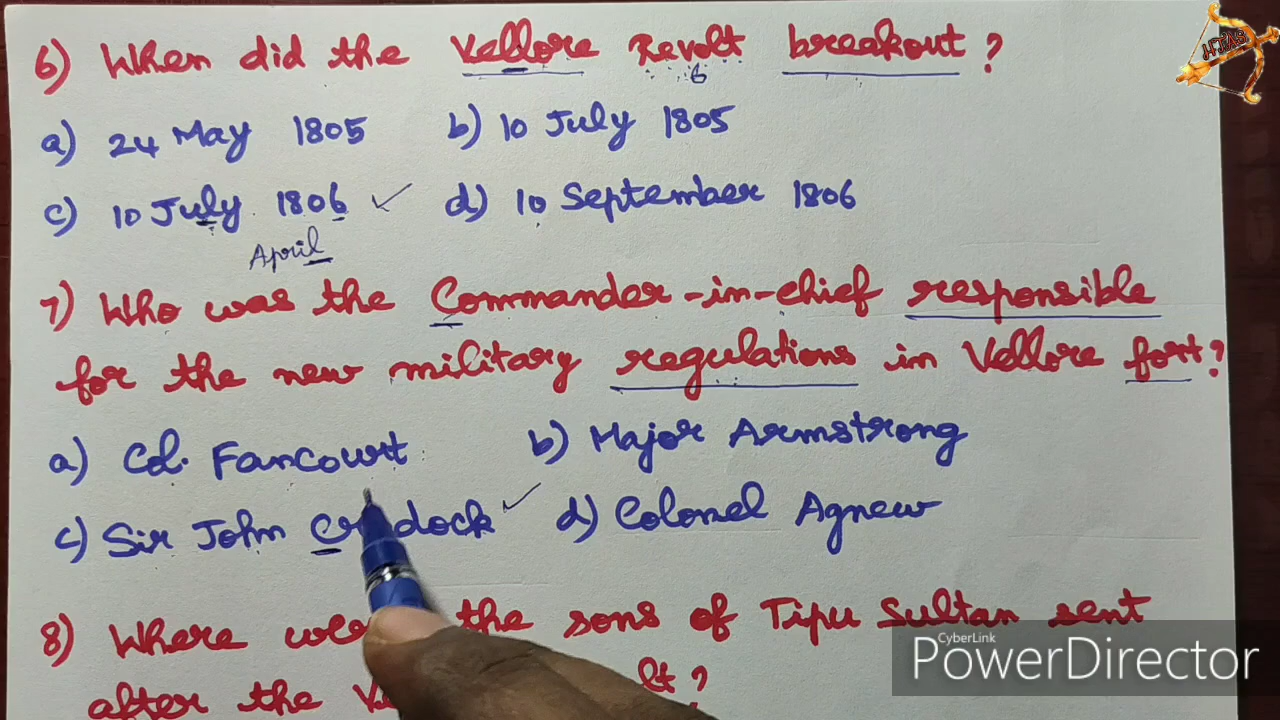 6) When did the Vellore Revolt breakout?
6
a) 24 May 1805 b) 10 July 1805
c) 10 July 1806 ✓ d) 10 September 1806
April
7) Who was the Commander-in-chief responsible
for the new military regulations in Vellore fort?
a) Col. Fancourt b) Major Armstrong
c) Sir John dock ✓ d) Colonel Agnew
8) Where the sons of Tipu Sultan sent
after the
CyberLink
PowerDirector